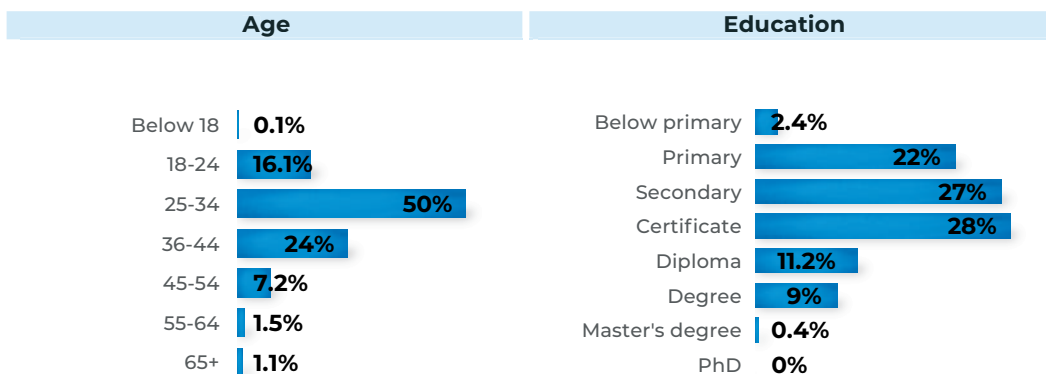 Age
Below 18 0.1%
18-24 16.1%
25-34 50%
36-44 24%
45-54 7.2%
55-64 1.5%
65+ 1.1%
Education
Below primary 2.4%
Primary 22%
Secondary 27%
Certificate 28%
Diploma 11.2%
Degree 9%
Master's degree 0.4%
PhD 0%